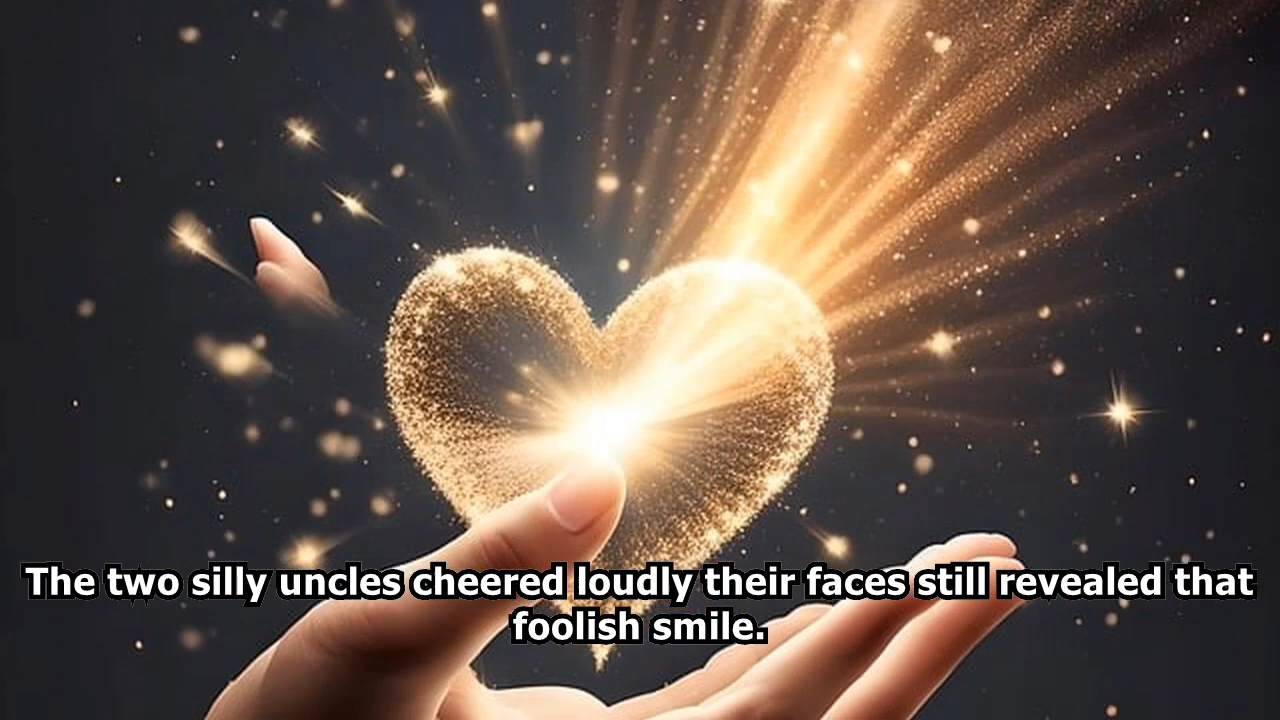 The two silly uncles cheered loudly their faces still revealed that
foolish smile.